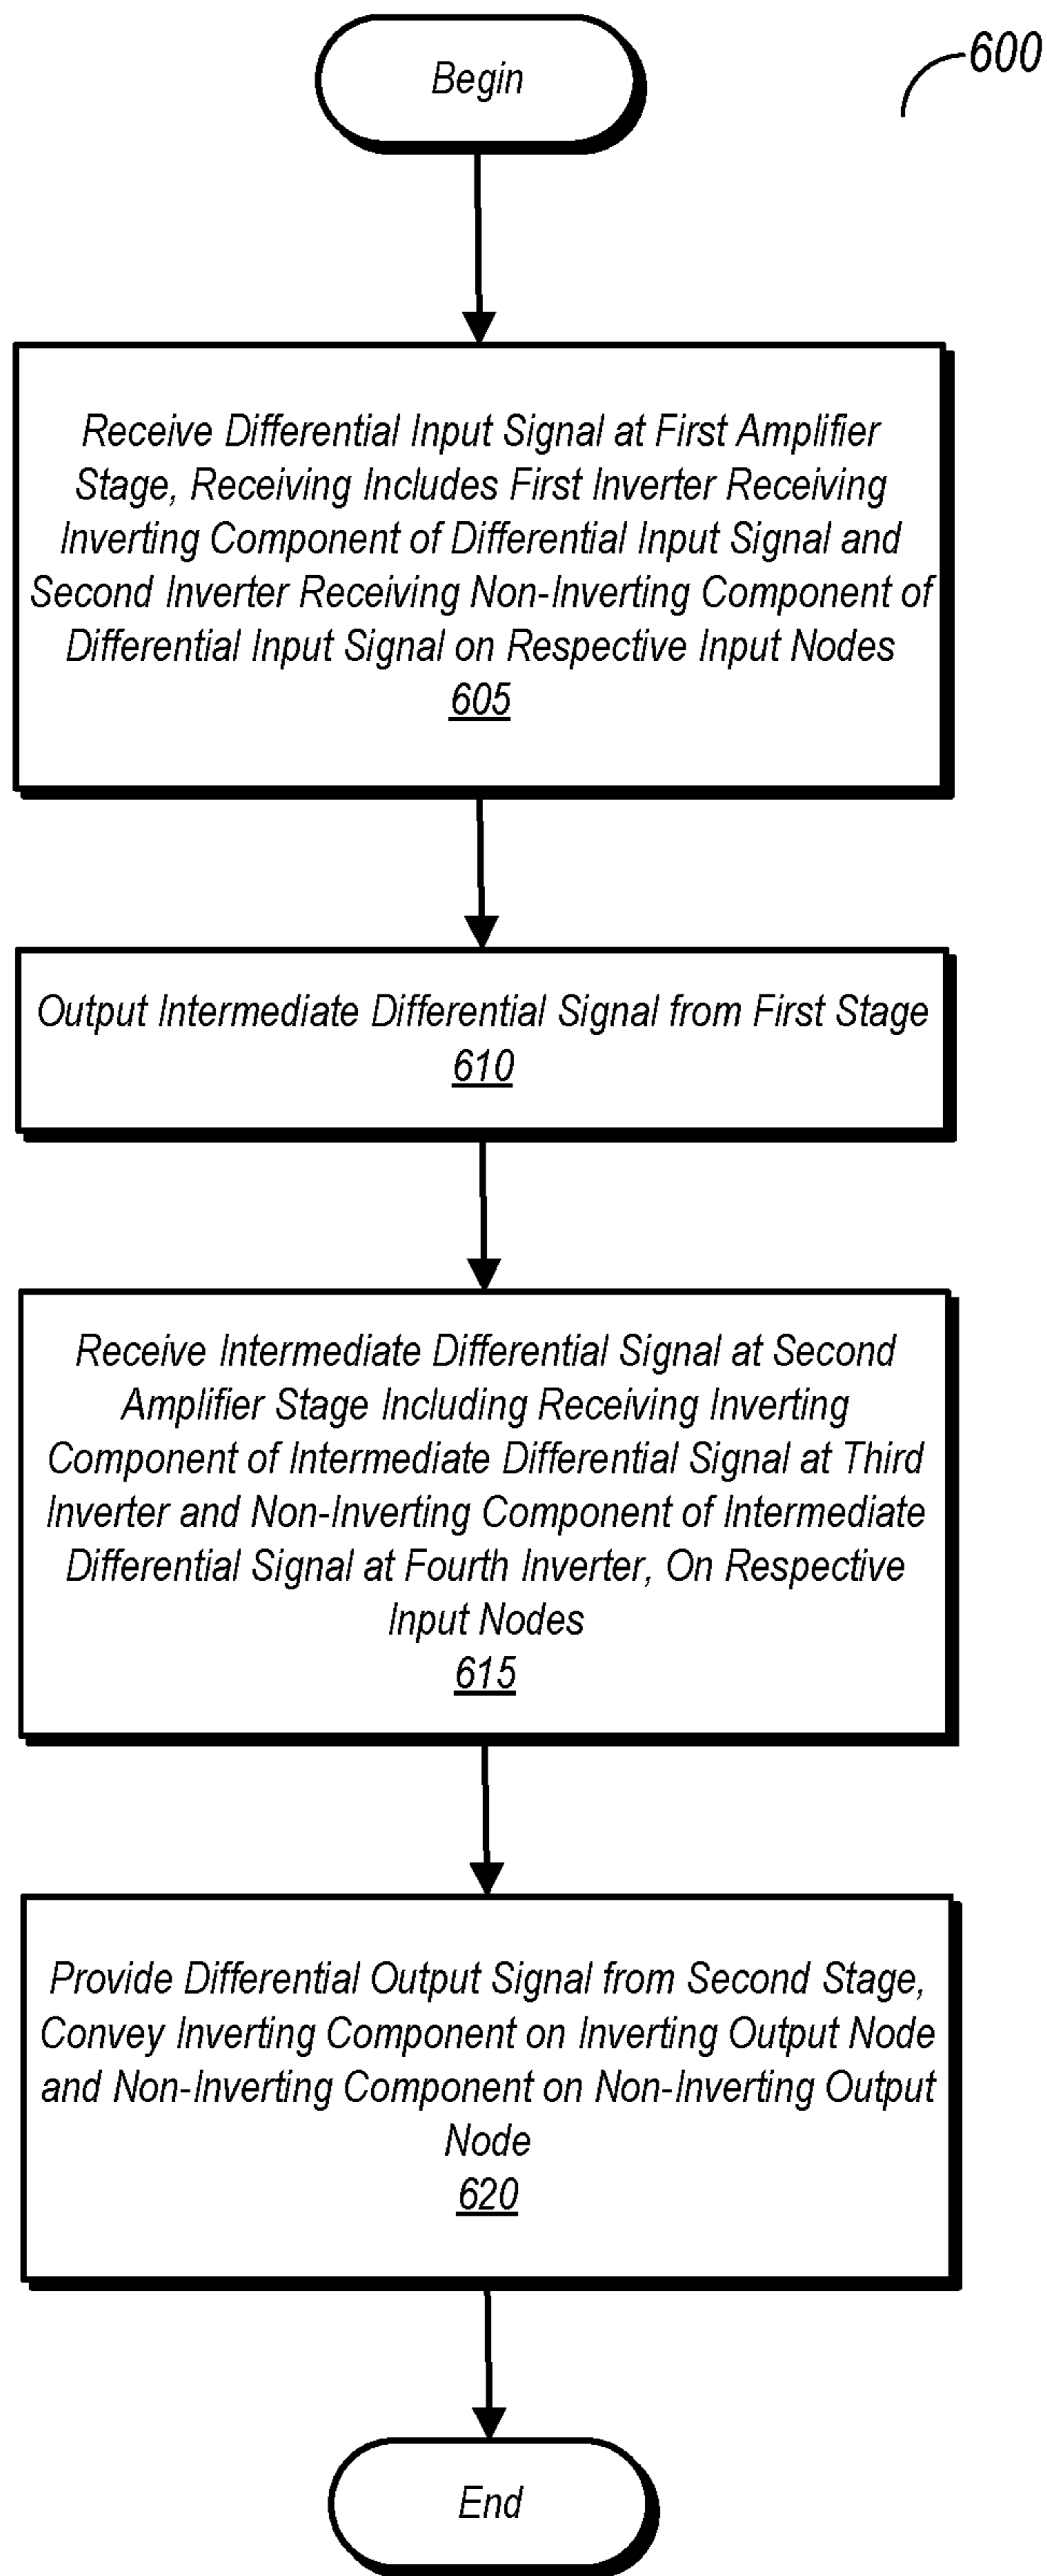 Begin
600
Receive Differential Input Signal at First Amplifier
Stage, Receiving Includes First Inverter Receiving
Inverting Component of Differential Input Signal and
Second Inverter Receiving Non-Inverting Component of
Differential Input Signal on Respective Input Nodes
605
Output Intermediate Differential Signal from First Stage
610
Receive Intermediate Differential Signal at Second
Amplifier Stage Including Receiving Inverting
Component of Intermediate Differential Signal at Third
Inverter and Non-Inverting Component of Intermediate
Differential Signal at Fourth Inverter, On Respective
Input Nodes
615
Provide Differential Output Signal from Second Stage,
Convey Inverting Component on Inverting Output Node
and Non-Inverting Component on Non-Inverting Output
Node
620
End